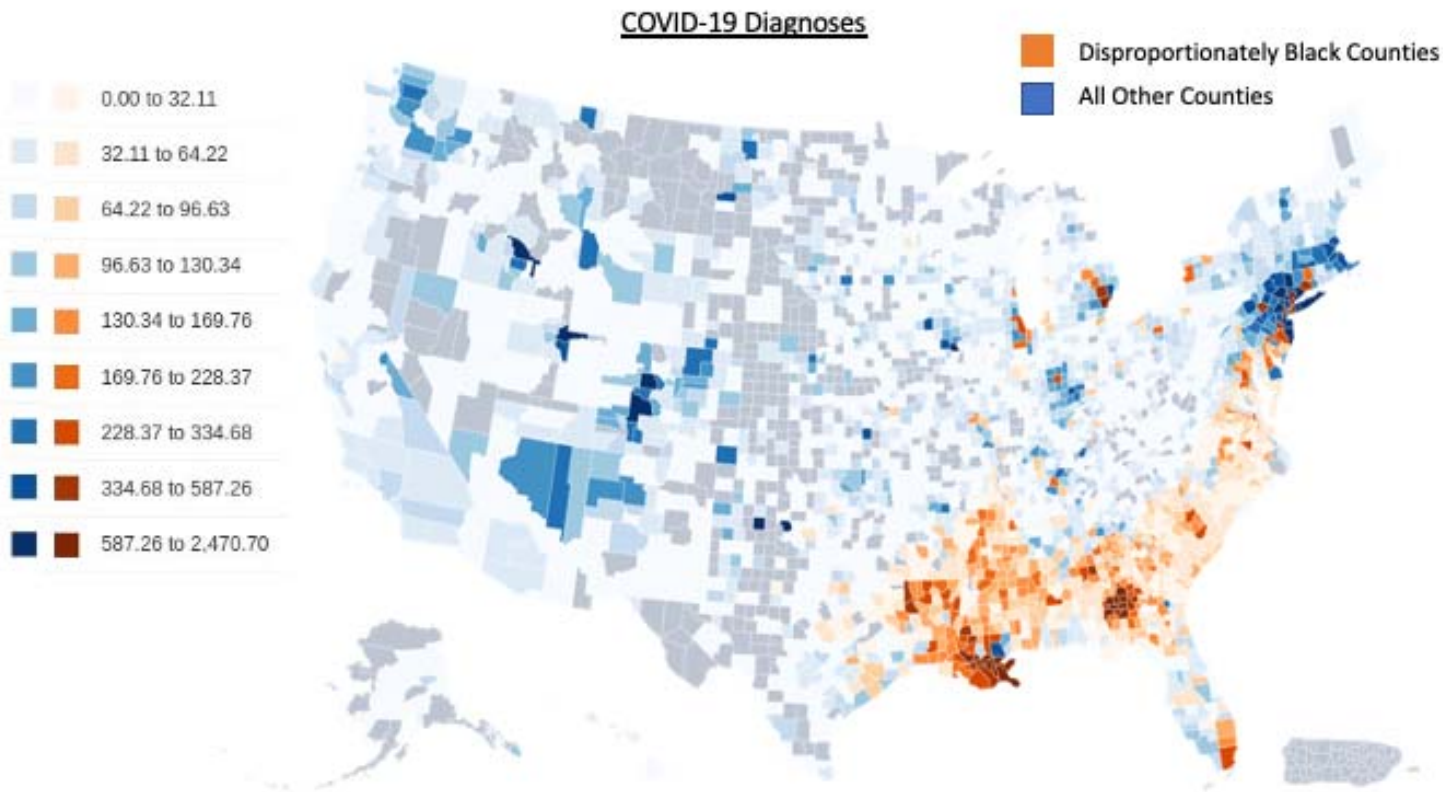 COVID-19 Diagnoses
Disproportionately Black Counties
All Other Counties
0.00 to 32.11
32.11 to 64.22
64.22 to 96.63
96.63 to 130.34
130.34 to 169.76
169.76 to 228.37
228.37 to 334.68
334.68 to 587.26
587.26 to 2,470.70